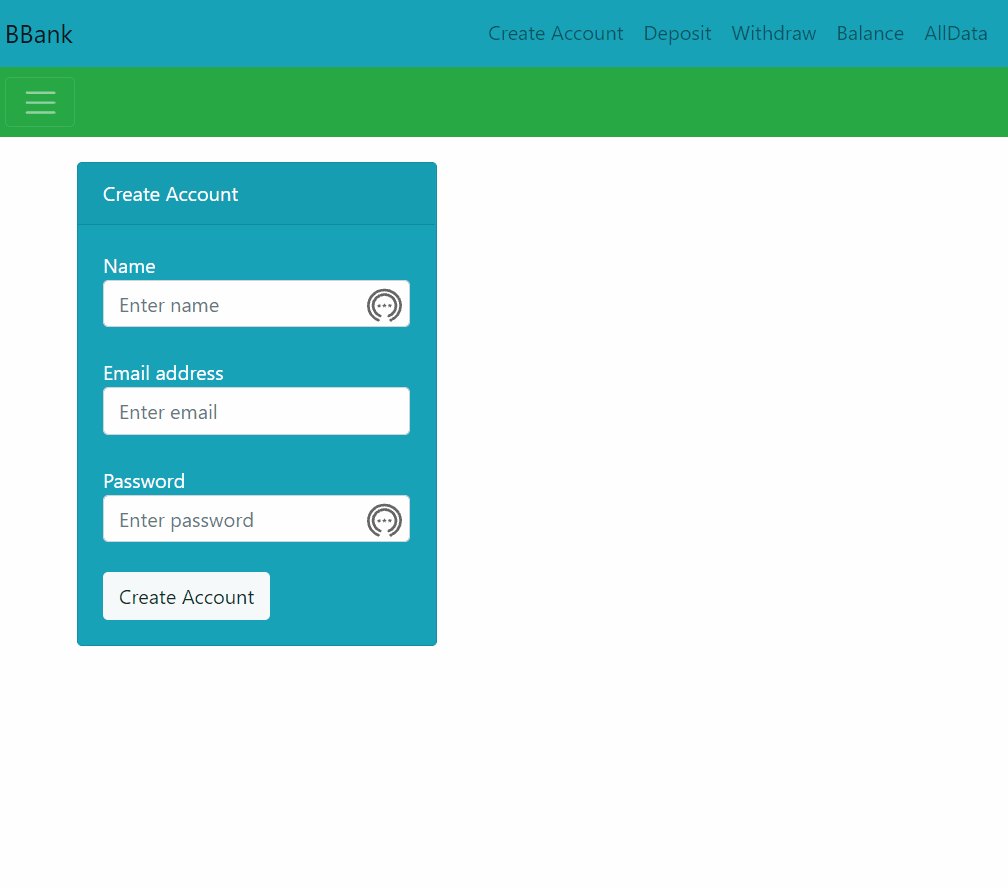 BBank Create Account Deposit Withdraw Balance AllData
Create Account
Name
Enter name
Email address
Enter email
Password
Enter password
Create Account